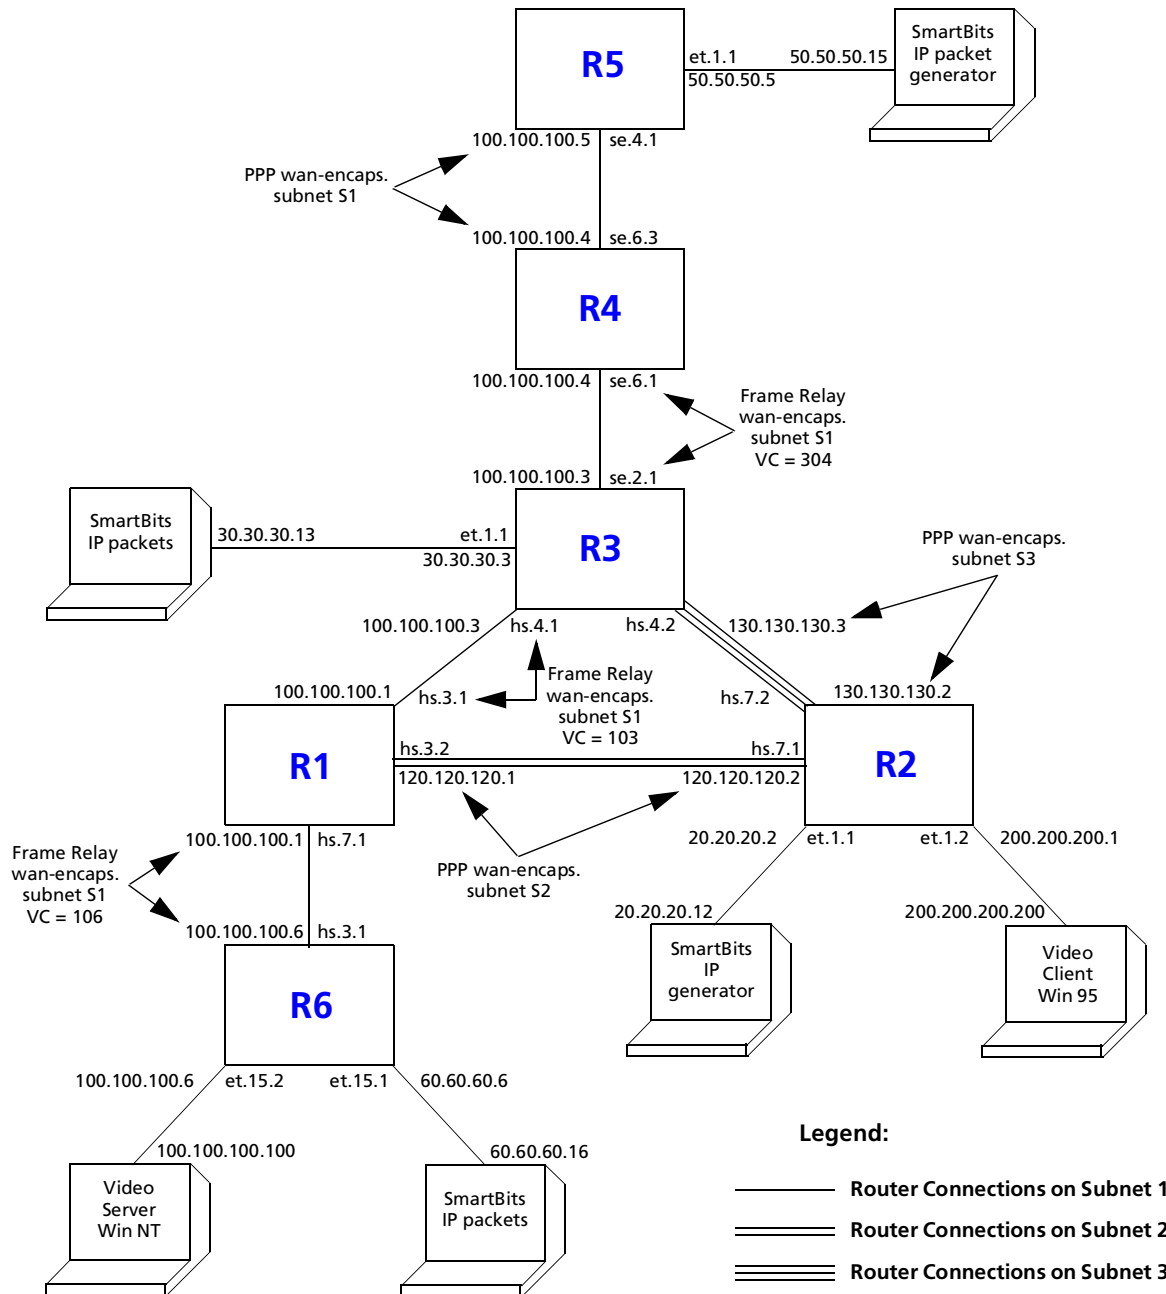 R5
et.1.1
50.50.50.15
50.50.50.5
SmartBits
IP packet
generator
100.100.100.5
se.4.1
PPP wan-encaps.
subnet S1
100.100.100.4
se.6.3
R4
100.100.100.4
se.6.1
Frame Relay
wan-encaps.
subnet S1
VC = 304
100.100.100.3
se.2.1
SmartBits
IP packets
30.30.30.13
et.1.1
30.30.30.3
R3
PPP wan-encaps.
subnet S3
100.100.100.3
hs.4.1
hs.4.2
130.130.130.3
Frame Relay
wan-encaps.
subnet S1
VC = 103
100.100.100.1
hs.3.1
hs.7.2
130.130.130.2
R1
hs.3.2
hs.7.1
120.120.120.1
120.120.120.2
R2
100.100.100.1
hs.7.1
Frame Relay
wan-encaps.
subnet S1
VC = 106
PPP wan-encaps.
subnet S2
20.20.20.2
et.1.1
et.1.2
200.200.200.1
100.100.100.6
hs.3.1
20.20.20.12
200.200.200.200
SmartBits
IP
generator
Video
Client
Win 95
R6
100.100.100.6
et.15.2
et.15.1
60.60.60.6
100.100.100.100
60.60.60.16
Video
Server
Win NT
SmartBits
IP packets
Legend:
Router Connections on Subnet 1
Router Connections on Subnet 2
Router Connections on Subnet 3